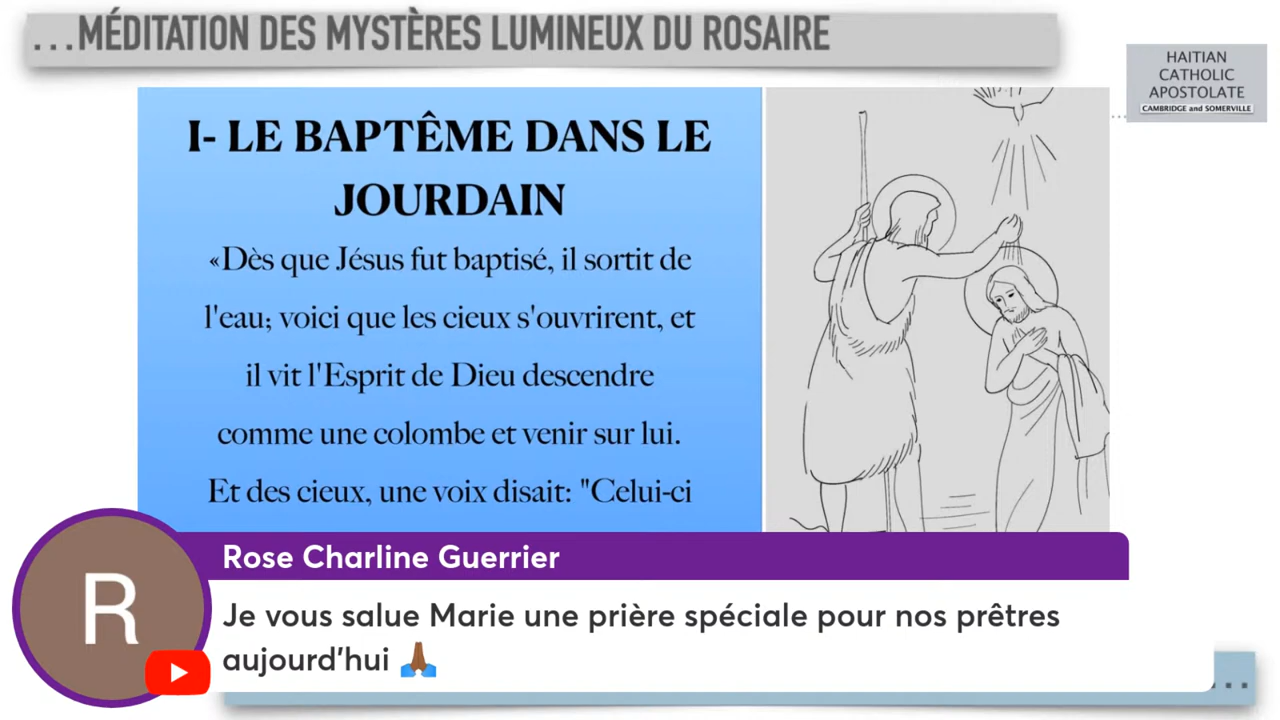 ...MÉDITATION DES MYSTÈRES LUMINEUX DU ROSAIRE
HAITIAN
CATHOLIC
APOSTOLATE
CAMBRIDGE and SOMERVILLE
I- LE BAPTÊME DANS LE
JOURDAIN
«Dès que Jésus fut baptisé, il sortit de
l'eau; voici que les cieux s'ouvrirent, et
il vit l'Esprit de Dieu descendre
comme une colombe et venir sur lui.
Et des cieux, une voix disait: "Celui-ci
R
Rose Charline Guerrier
Je vous salue Marie une prière spéciale pour nos prêtres
aujourd'hui 🙏🏾